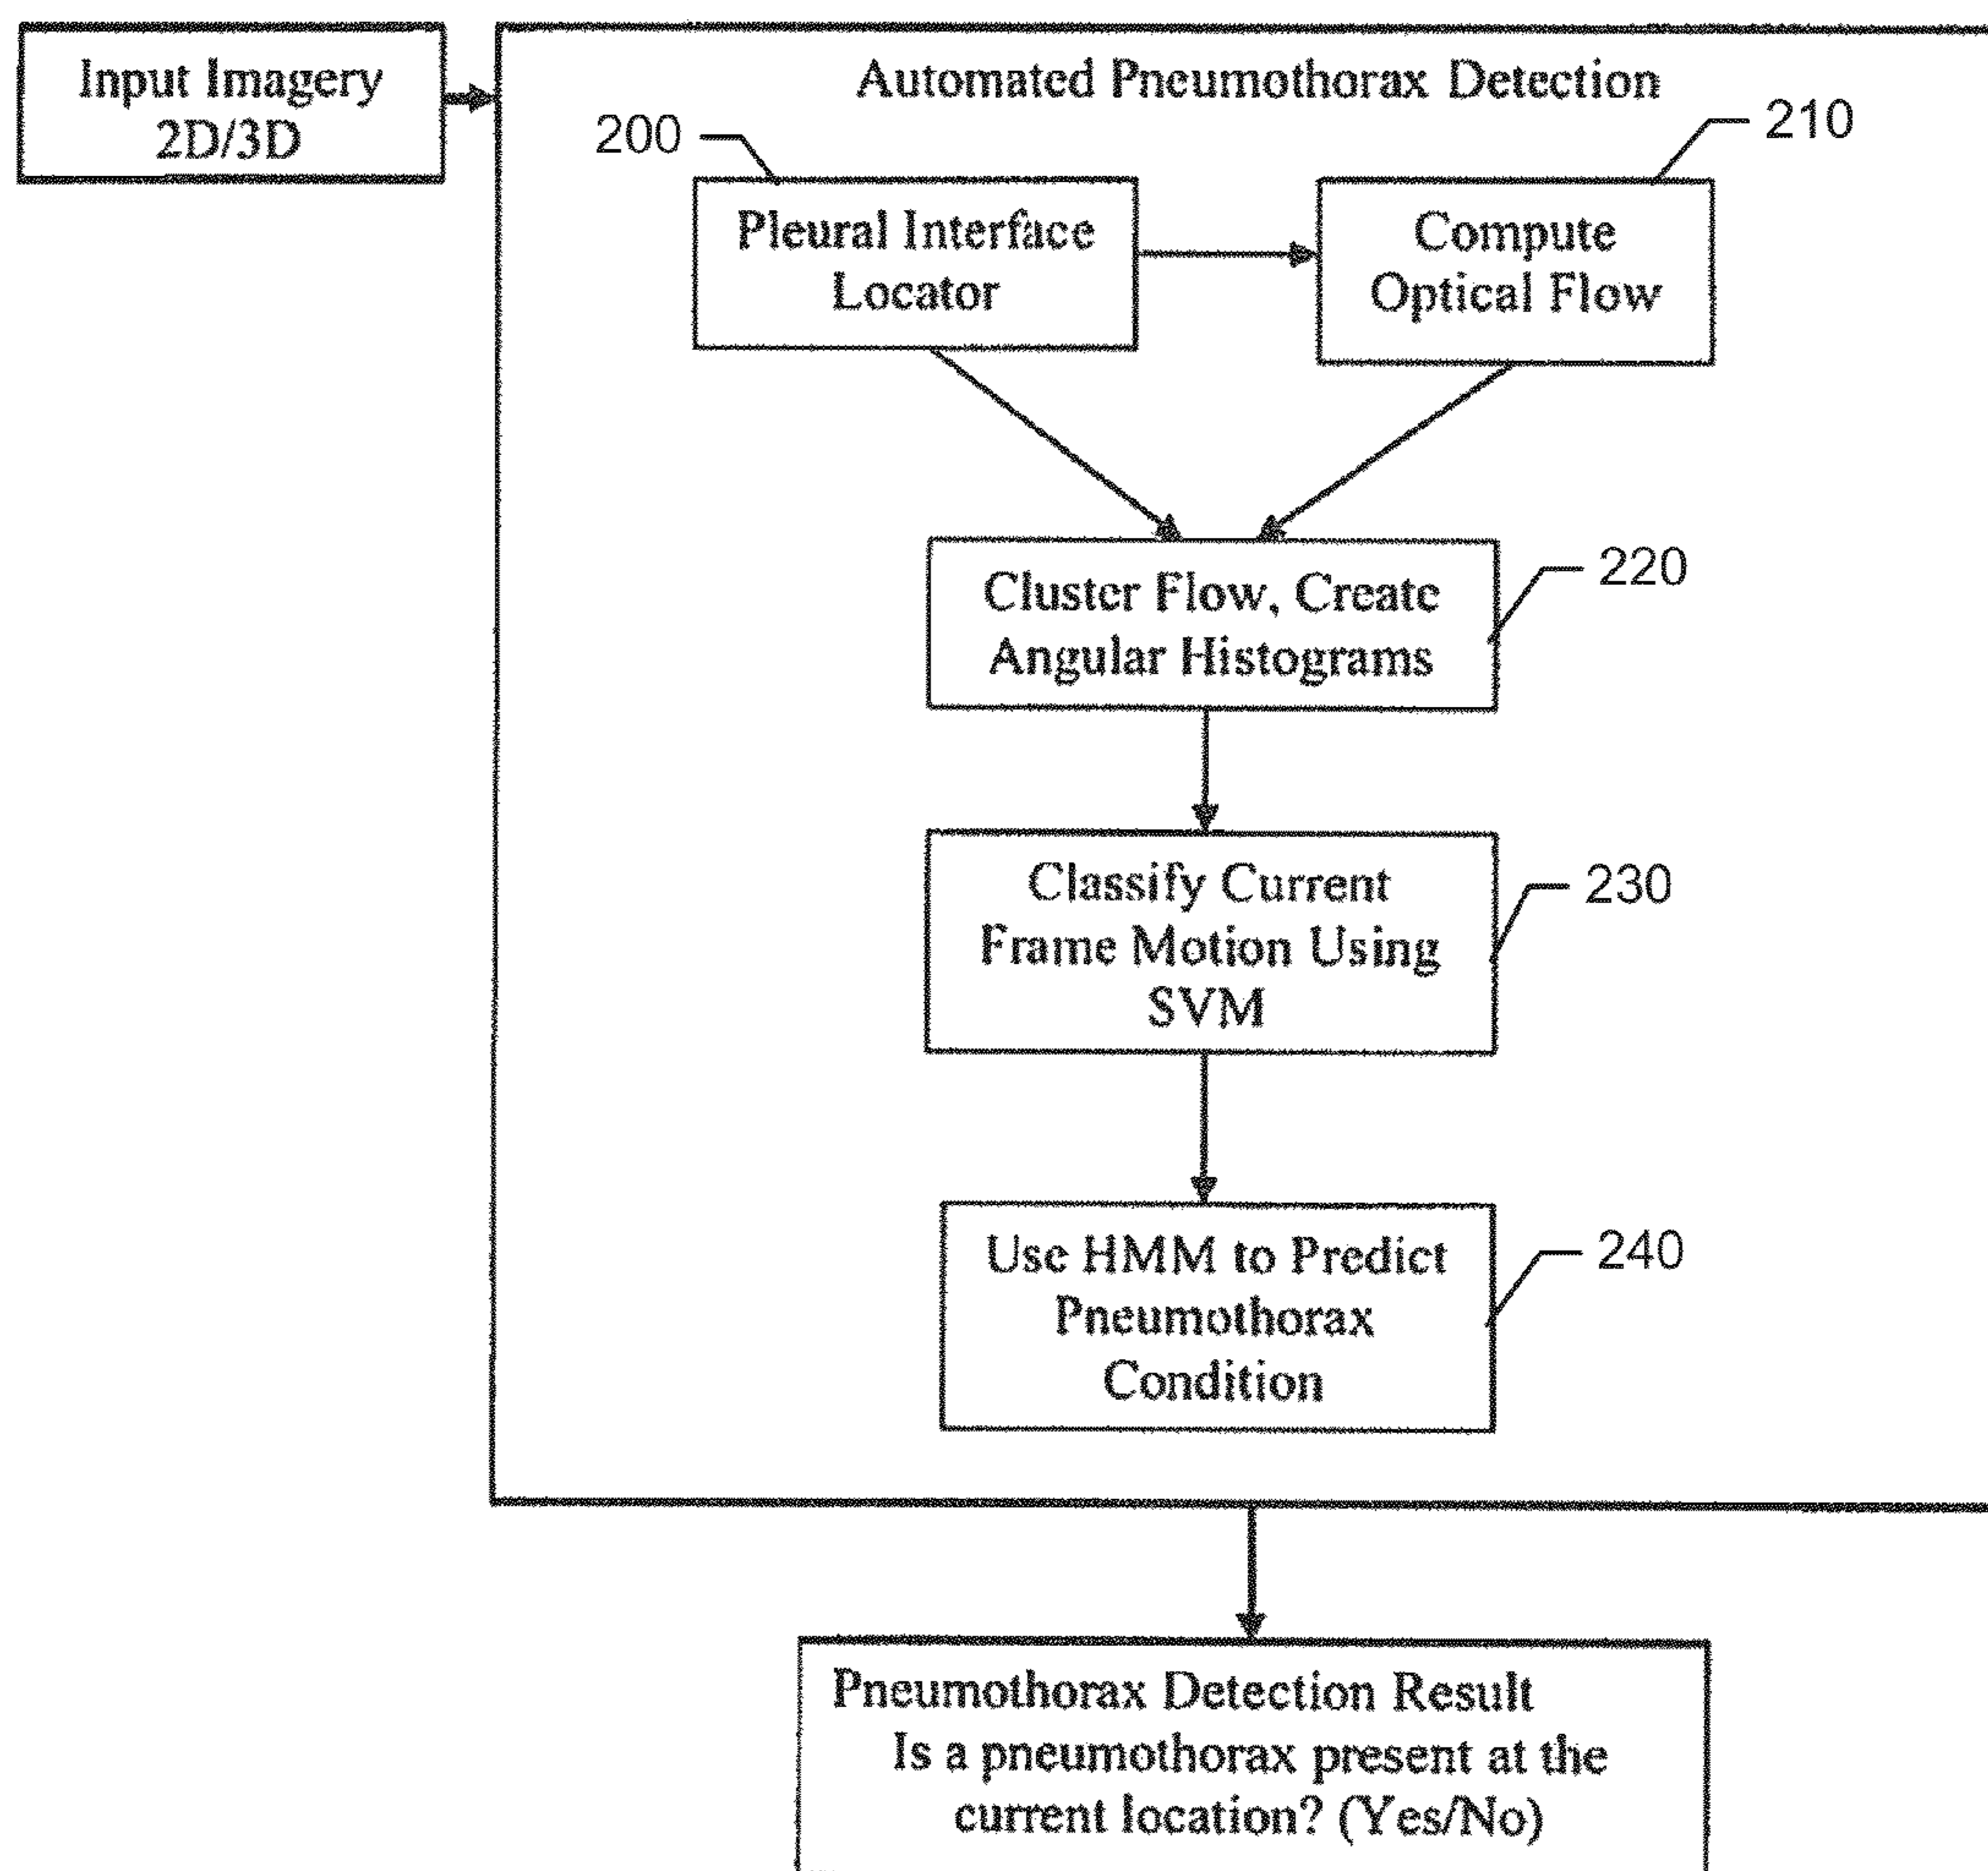 Input Imagery
2D/3D
Automated Pneumothorax Detection
200
210
Pleural Interface
Locator
Compute
Optical Flow
220
Cluster Flow, Create
Angular Histograms
230
Classify Current
Frame Motion Using
SVM
240
Use HMM to Predict
Pneumothorax
Condition
Pneumothorax Detection Result
Is a pneumothorax present at the
current location? (Yes/No)